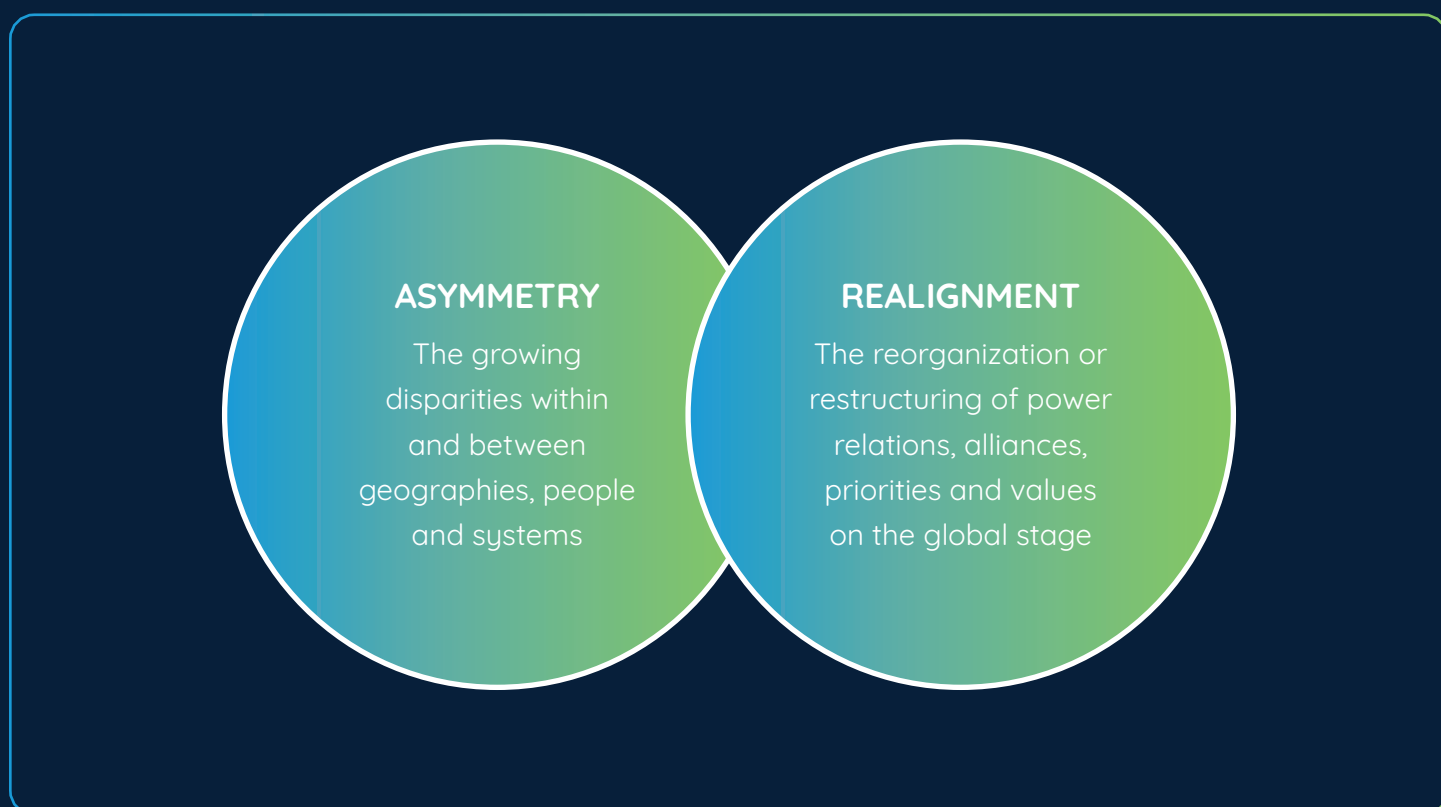 ASYMMETRY
The growing
disparities within
and between
geographies, people
and systems
REALIGNMENT
The reorganization or
restructuring of power
relations, alliances,
priorities and values
on the global stage